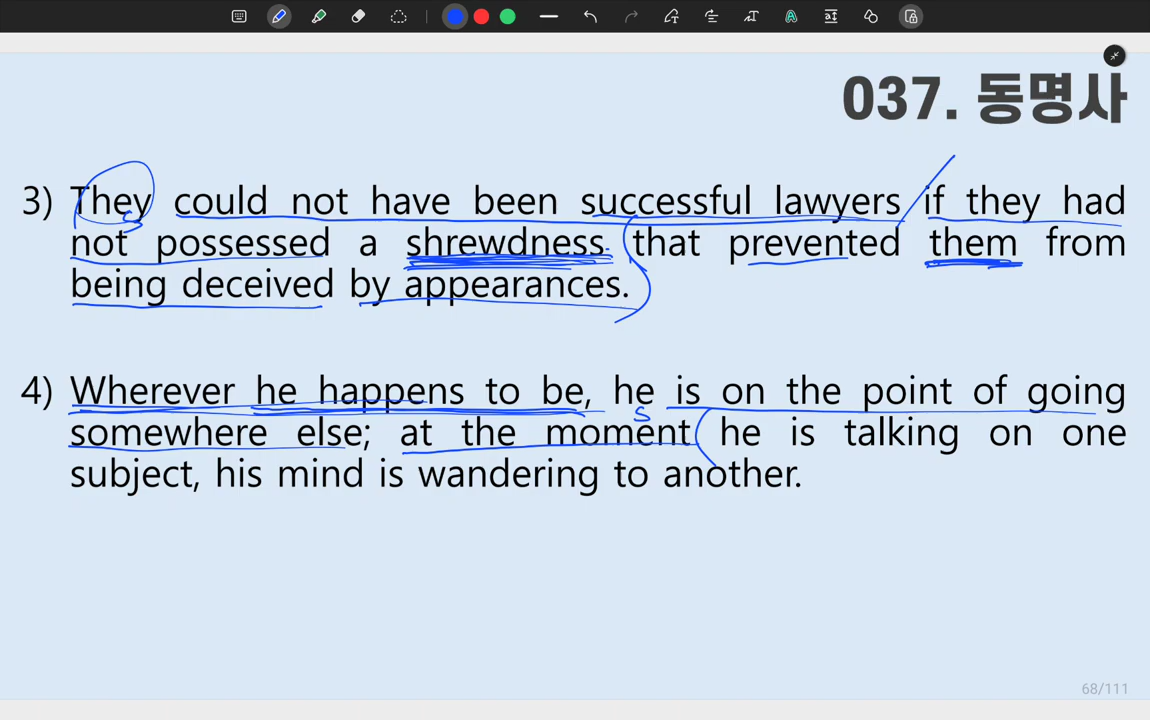 037. 동명사
3) They could not have been successful lawyers if they had
not possessed a shrewdness that prevented them from
being deceived by appearances.
s
4) Wherever he happens to be, he is on the point of going
s
somewhere else; at the moment he is talking on one
subject, his mind is wandering to another.
68/111